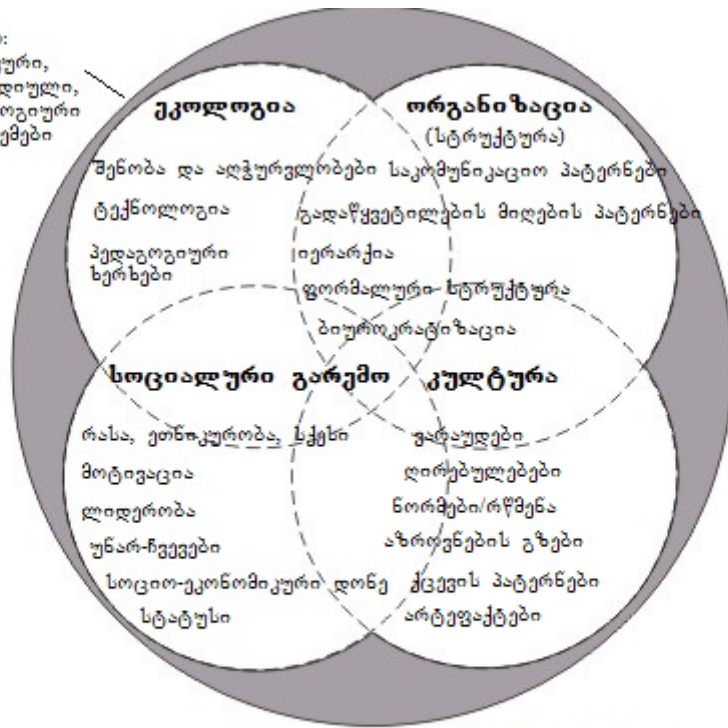 ეკოლოგია
შენობა და აღჭურვილობები
ტექნოლოგია
პედაგოგიური
ხერხები
ორგანიზაცია
(სტრუქტურა)
საკომუნიკაციო პატერნები
გადაწყვეტილების მიღების პატერნები
იერარქია
ფორმალური სტრუქტურა
ბიუროკრატიზაცია
სოციალური გარემო
რასა, ეთნიკურობა, სქესი
მოტივაცია
ლიდერობა
უნარ-ჩვევები
სოციო-ეკონომიკური დონე
სტატუსი
კულტურა
ვარაუდები
ღირებულებები
ნორმები/რწმენა
აზროვნების გზები
ქცევის პატერნები
არტეფაქტები